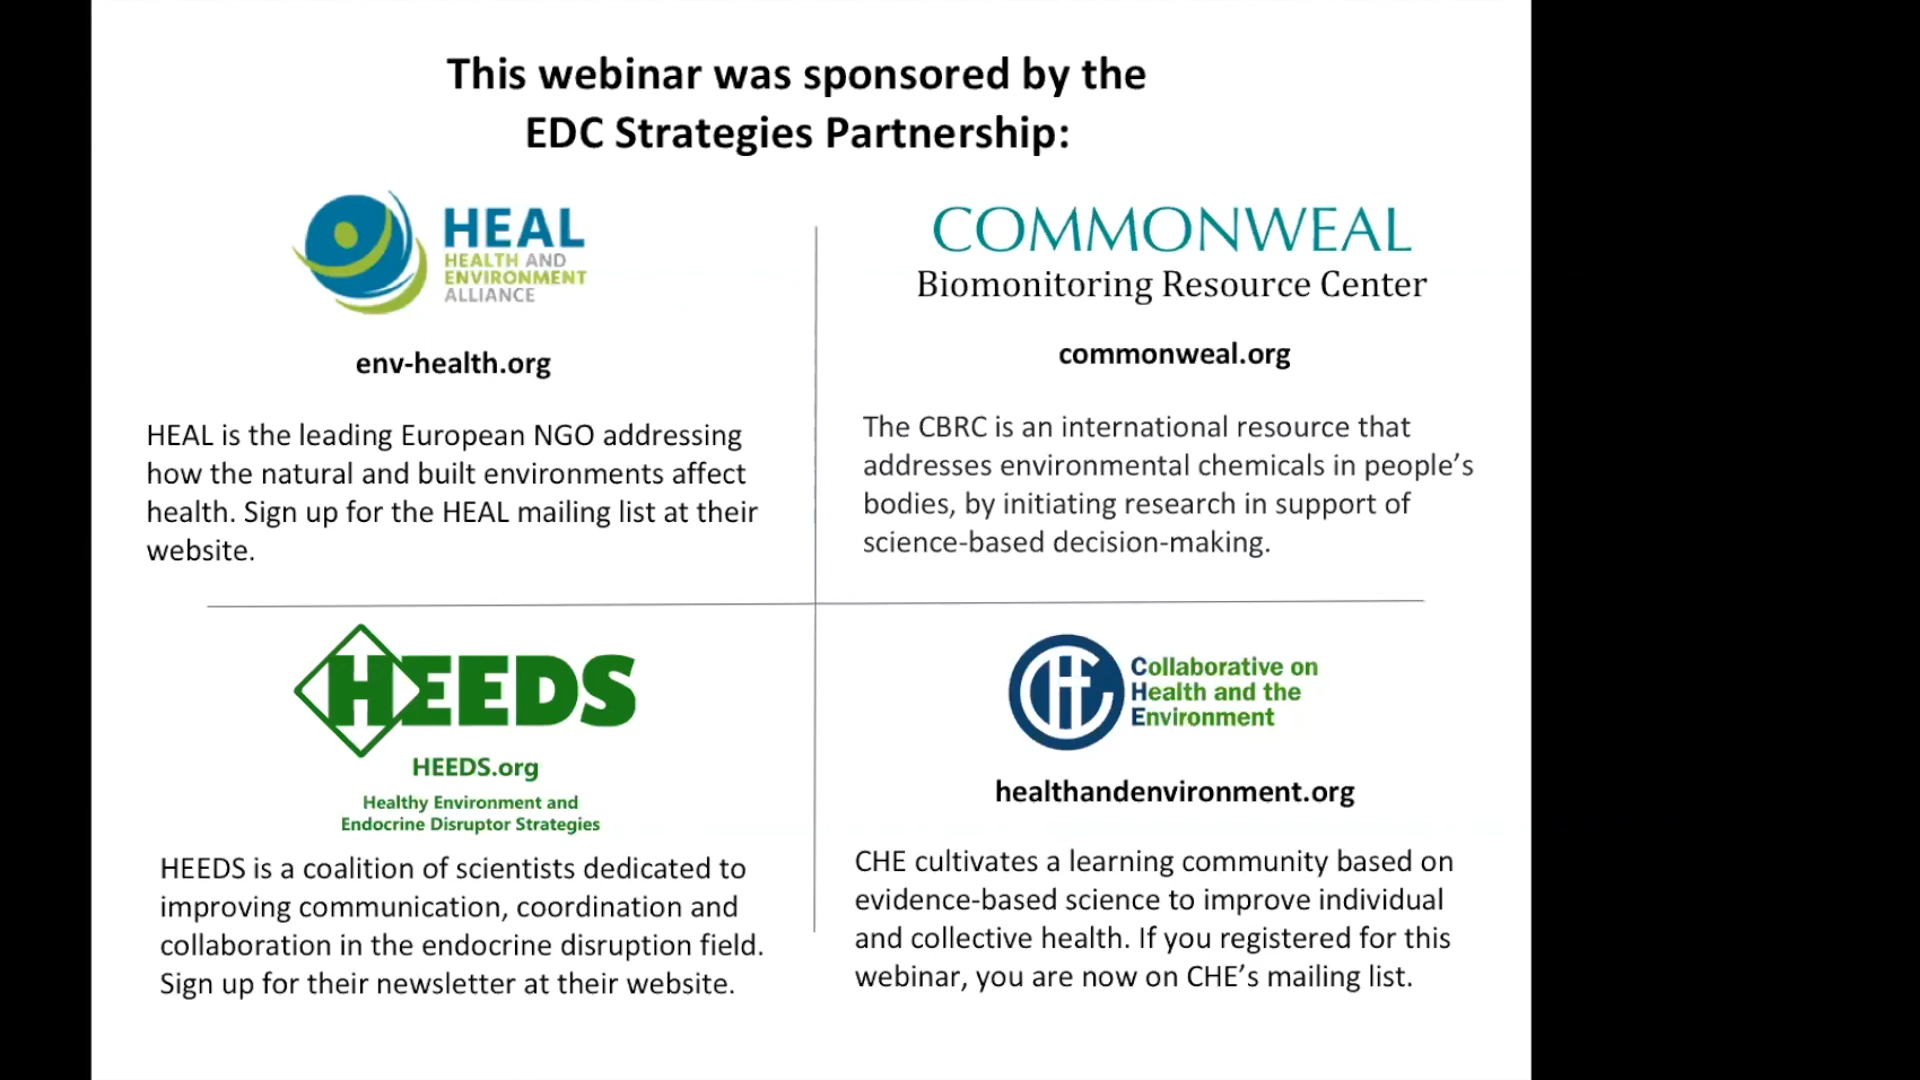 This webinar was sponsored by the
EDC Strategies Partnership:
HEAL
HEALTH AND
ENVIRONMENT
ALLIANCE
env-health.org
HEAL is the leading European NGO addressing
how the natural and built environments affect
health. Sign up for the HEAL mailing list at their
website.
COMMONWEAL
Biomonitoring Resource Center
commonweal.org
The CBRC is an international resource that
addresses environmental chemicals in people’s
bodies, by initiating research in support of
science-based decision-making.
HEEDS
HEEDS.org
Healthy Environment and
Endocrine Disruptor Strategies
HEEDS is a coalition of scientists dedicated to
improving communication, coordination and
collaboration in the endocrine disruption field.
Sign up for their newsletter at their website.
CHE
Collaborative on
Health and the
Environment
healthandenvironment.org
CHE cultivates a learning community based on
evidence-based science to improve individual
and collective health. If you registered for this
webinar, you are now on CHE’s mailing list.